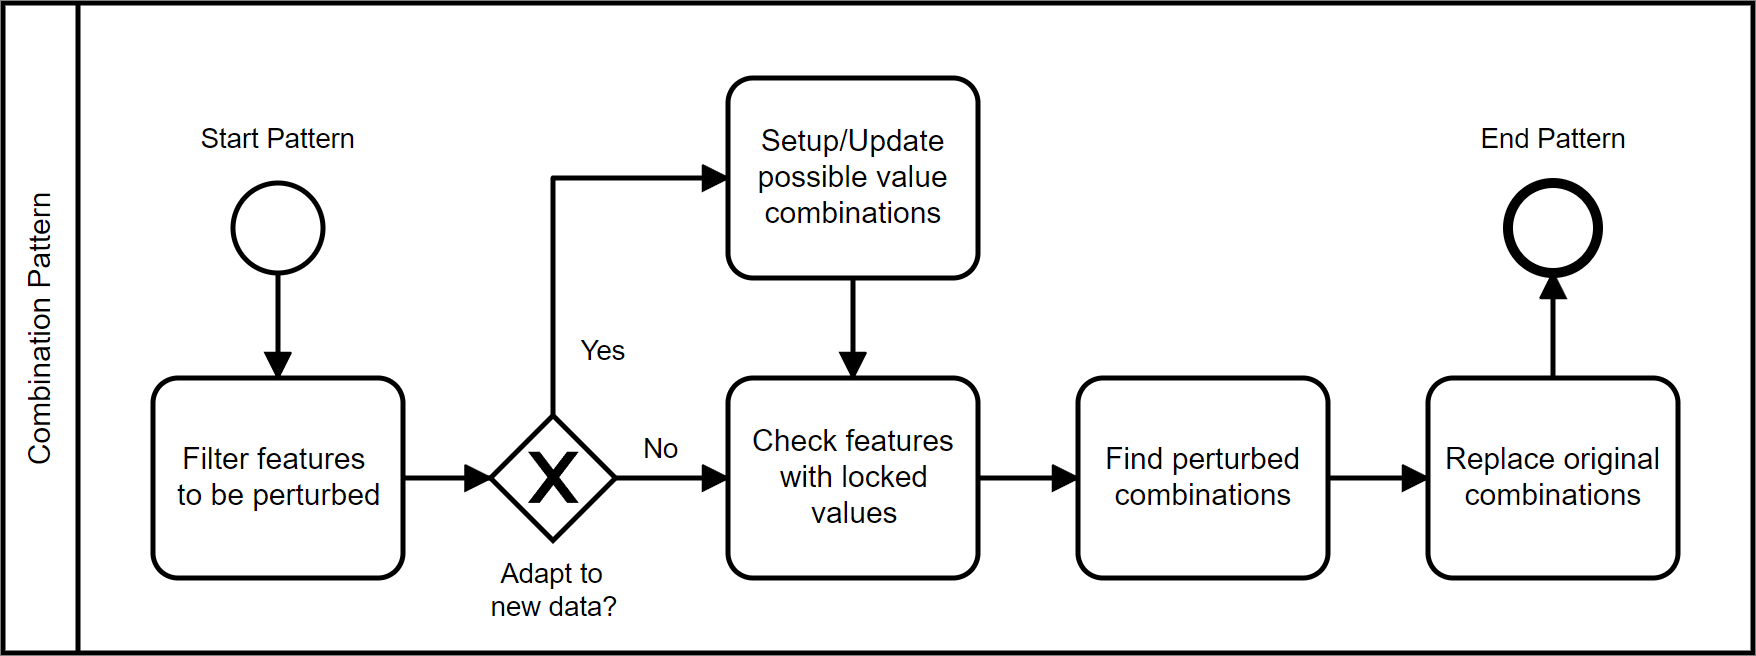 Combination Pattern
Start Pattern
Filter features
to be perturbed
Adapt to
new data?
Yes
No
Setup/Update
possible value
combinations
Check features
with locked
values
Find perturbed
combinations
Replace original
combinations
End Pattern